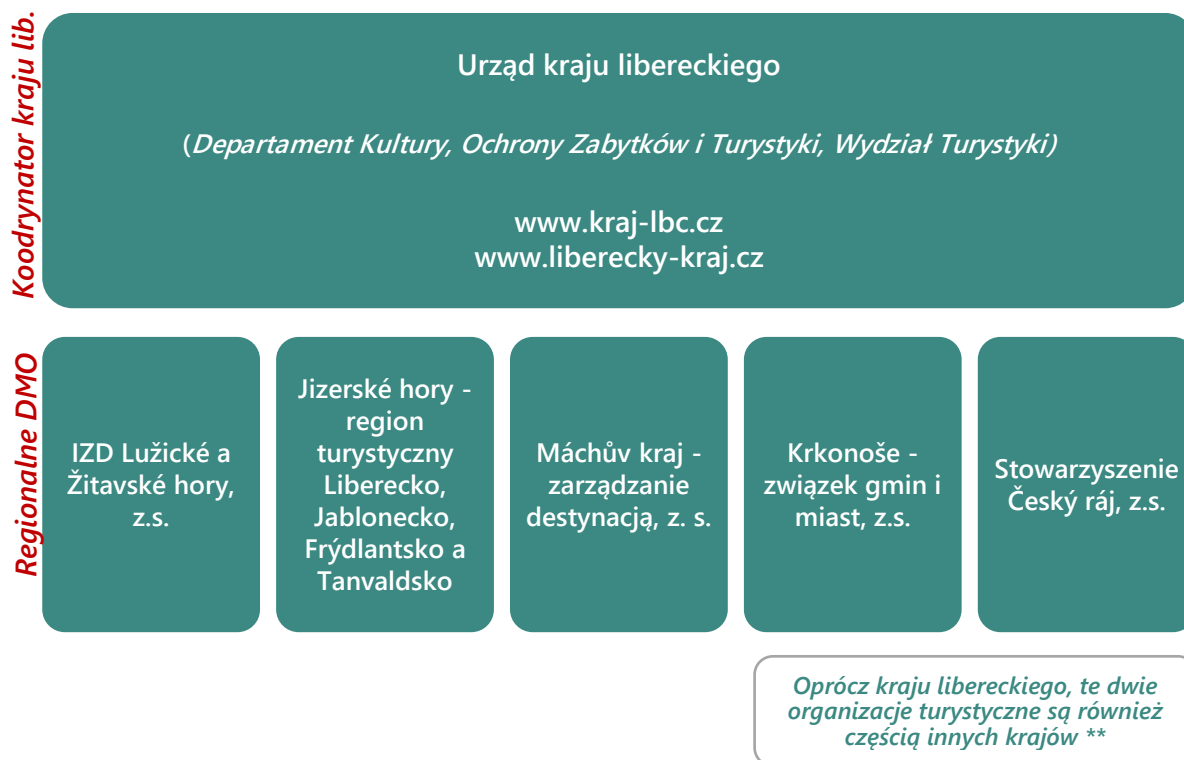 Koodrynator kraju lib.
Urząd kraju libereckiego
(Departament Kultury, Ochrony Zabytków i Turystyki, Wydział Turystyki)
www.kraj-lbc.cz
www.liberecky-kraj.cz
Regionalne DMO
IZD Lužické a
Žitavské hory,
z.s.
Jizerské hory -
region
turystyczny
Liberecko,
Jablonecko,
Frýdlantsko a
Tanvaldsko
Máchův kraj -
zarządzanie
destynacją, z. s.
Krkonoše -
związek gmin i
miast, z.s.
Stowarzyszenie
Český ráj, z.s.
Oprócz kraju libereckiego, te dwie
organizacje turystyczne są również
częścią innych krajów **